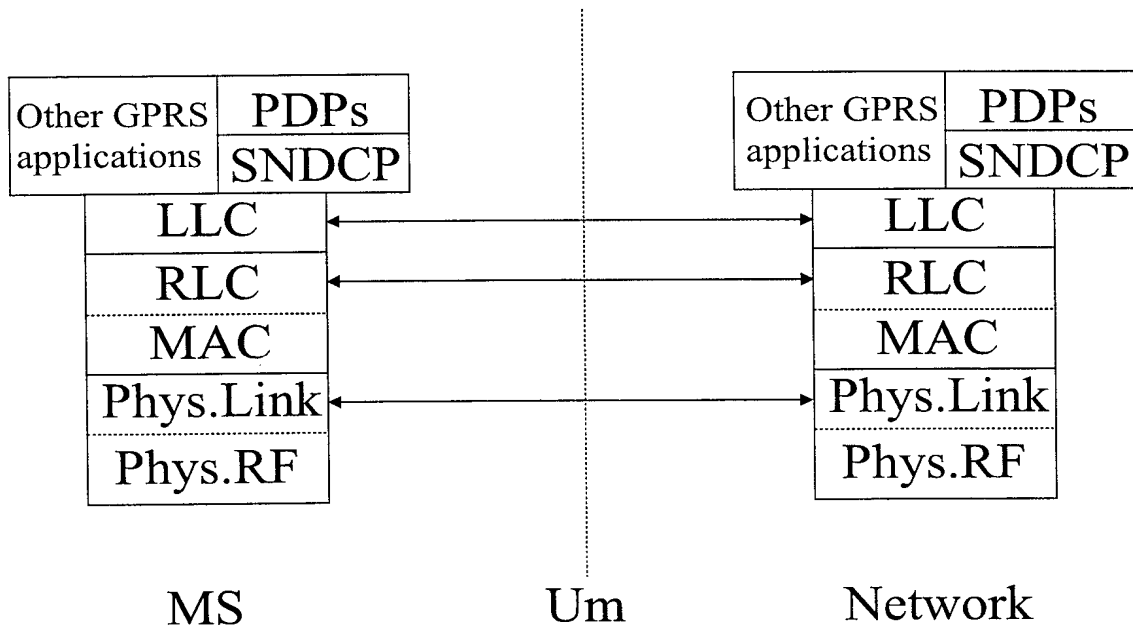 Other GPRS
applications
PDPs
SNDCP
LLC
RLC
MAC
Phys.Link
Phys.RF
MS
Um
Other GPRS
applications
PDPs
SNDCP
LLC
RLC
MAC
Phys.Link
Phys.RF
Network